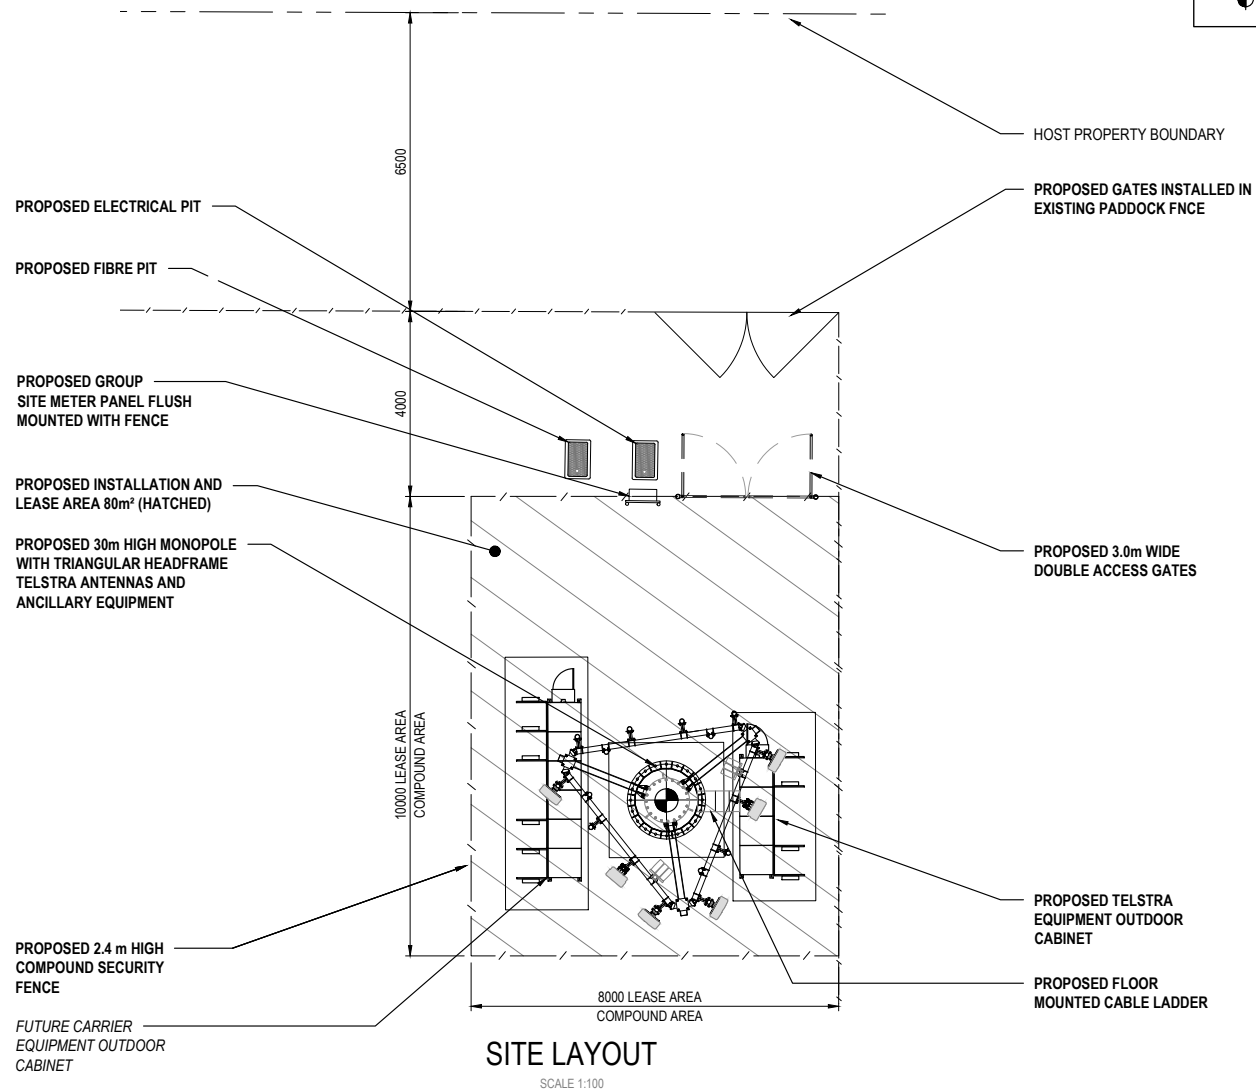 HOST PROPERTY BOUNDARY
6500
PROPOSED GATES INSTALLED IN
EXISTING PADDOCK FNCE
PROPOSED ELECTRICAL PIT
PROPOSED FIBRE PIT
PROPOSED GROUP
SITE METER PANEL FLUSH
MOUNTED WITH FENCE
4000
PROPOSED INSTALLATION AND
LEASE AREA 80m² (HATCHED)
PROPOSED 30m HIGH MONOPOLE
WITH TRIANGULAR HEADFRAME
TELSTRA ANTENNAS AND
ANCILLARY EQUIPMENT
PROPOSED 3.0m WIDE
DOUBLE ACCESS GATES
10000 LEASE AREA
COMPOUND AREA
PROPOSED TELSTRA
EQUIPMENT OUTDOOR
CABINET
PROPOSED 2.4 m HIGH
COMPOUND SECURITY
FENCE
PROPOSED FLOOR
MOUNTED CABLE LADDER
8000 LEASE AREA
COMPOUND AREA
FUTURE CARRIER
EQUIPMENT OUTDOOR
CABINET
SITE LAYOUT
SCALE 1:100